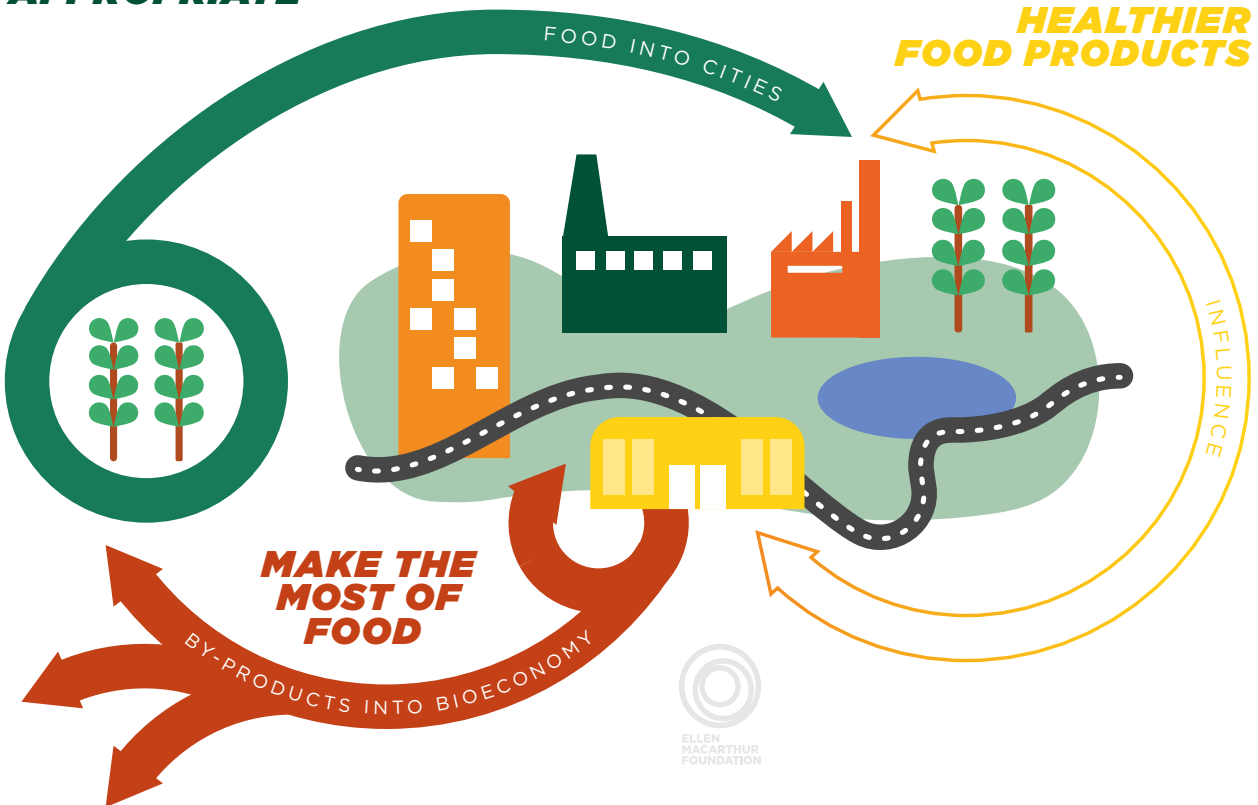 APPROPRIATE
HEALTHIER
FOOD PRODUCTS
FOOD INTO CITIES
INFLUENCE
MAKE THE
MOST OF
FOOD
BY-PRODUCTS INTO BIOECONOMY
ELLEN
MACARTHUR
FOUNDATION